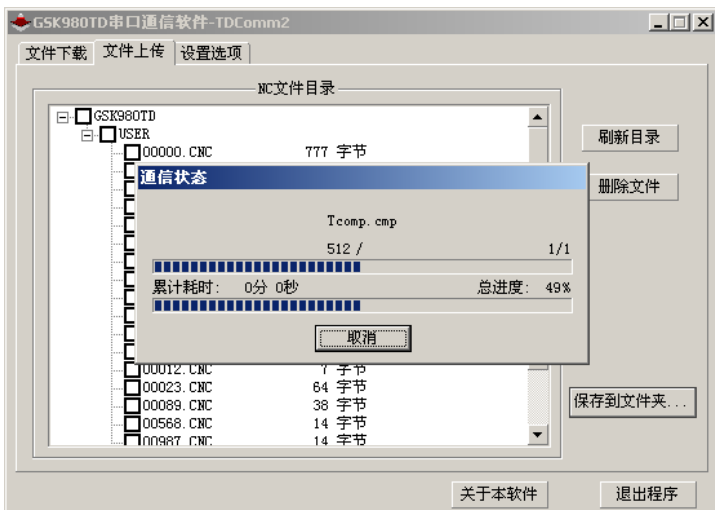 GSK980TD串口通信软件-TDComm2
文件下载 文件上传 设置选项
NC文件目录
GSK980TD
USER
O0000.CNC 777 字节
刷新目录
删除文件
通信状态
Tcomp.cmp
512 / 1/1
累计耗时: 0分 0秒 总进度: 49%
取消
O0012.CNC 7 字节
O0023.CNC 64 字节
O0089.CNC 38 字节
O0568.CNC 14 字节
O0987.CNC 14 字节
保存到文件夹...
关于本软件 退出程序